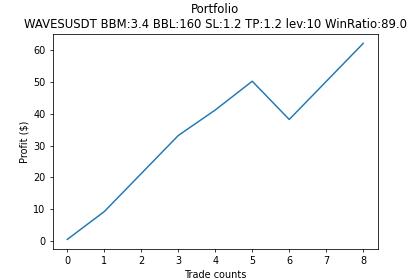 Portfolio
WAVESUSDT BBM:3.4 BBL:160 SL:1.2 TP:1.2 lev:10 WinRatio:89.0
60
50
40
30
20
10
0
Profit ($)
0 1 2 3 4 5 6 7 8
Trade counts